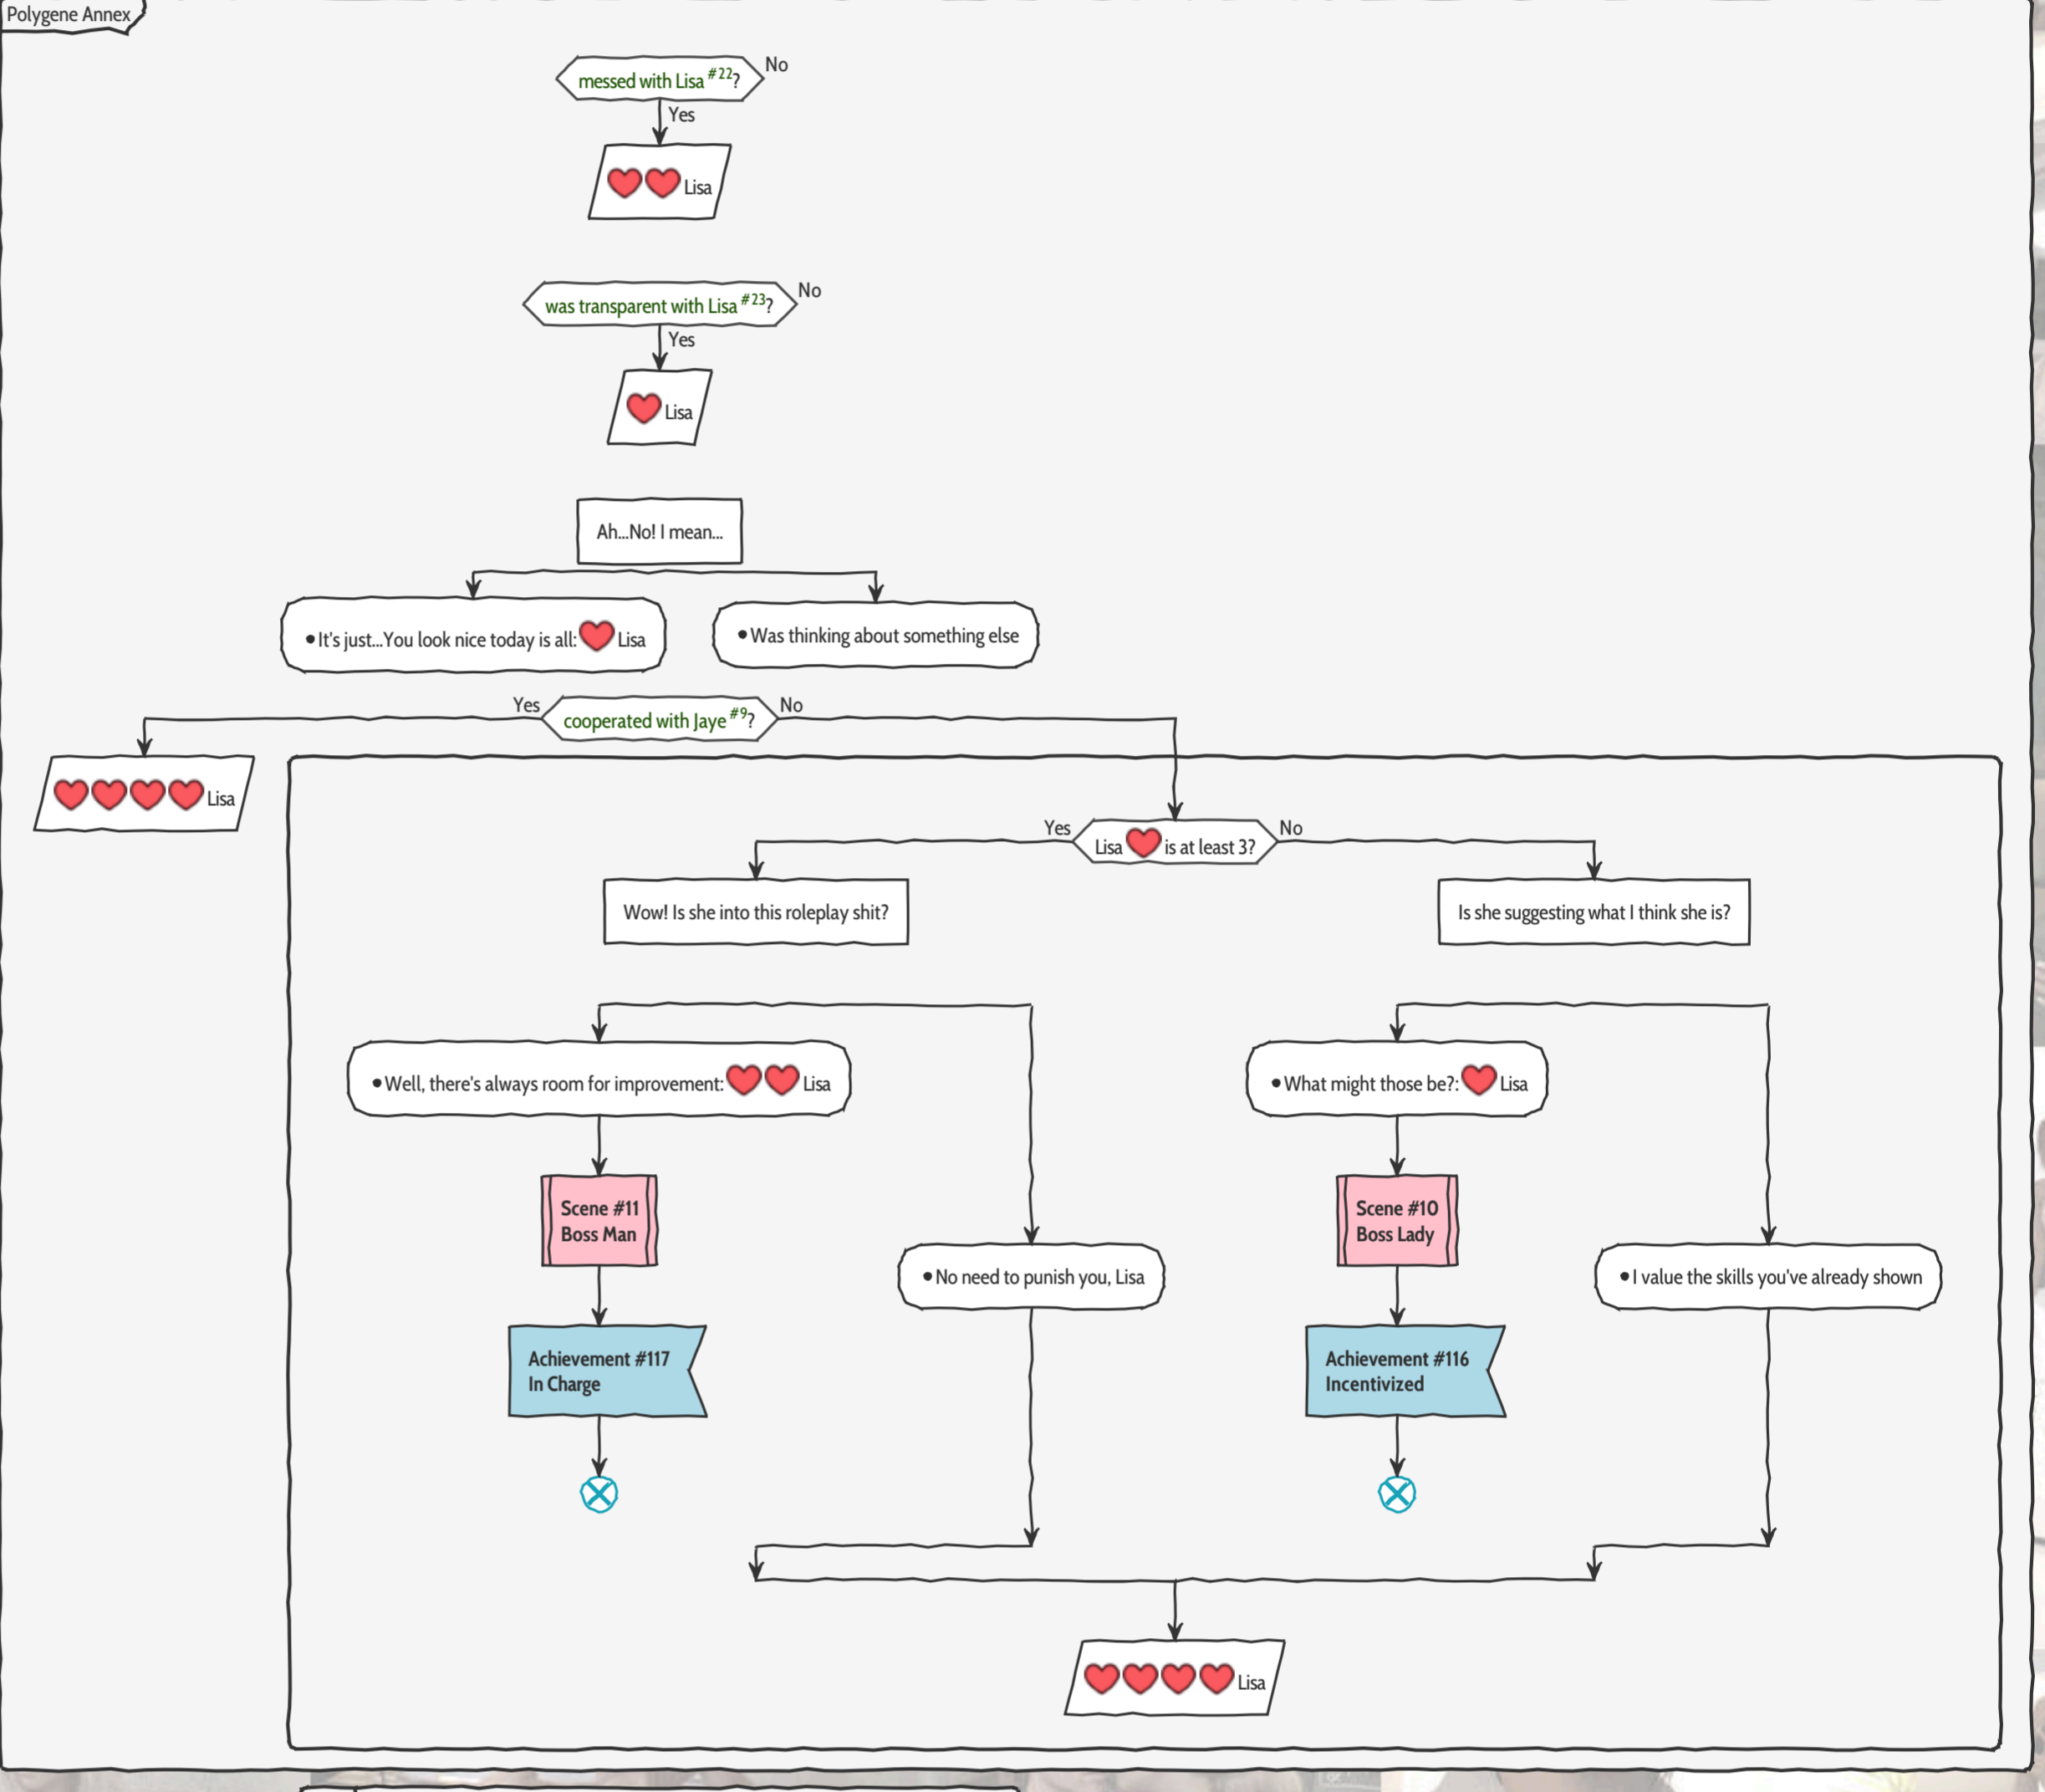 Polygene Annex
messed with Lisa #22?
No
Yes
Lisa
was transparent with Lisa #23?
No
Yes
Lisa
Ah...No! I mean...
•It's just...You look nice today is all: Lisa
•Was thinking about something else
Yes
cooperated with Jaye #9?
No
Lisa
Yes
Lisa is at least 3?
No
Wow! Is she into this roleplay shit?
Is she suggesting what I think she is?
•Well, there's always room for improvement: Lisa
•What might those be?: Lisa
Scene #11
Boss Man
Scene #10
Boss Lady
•No need to punish you, Lisa
•I value the skills you've already shown
Achievement #117
In Charge
Achievement #116
Incentivized
Lisa